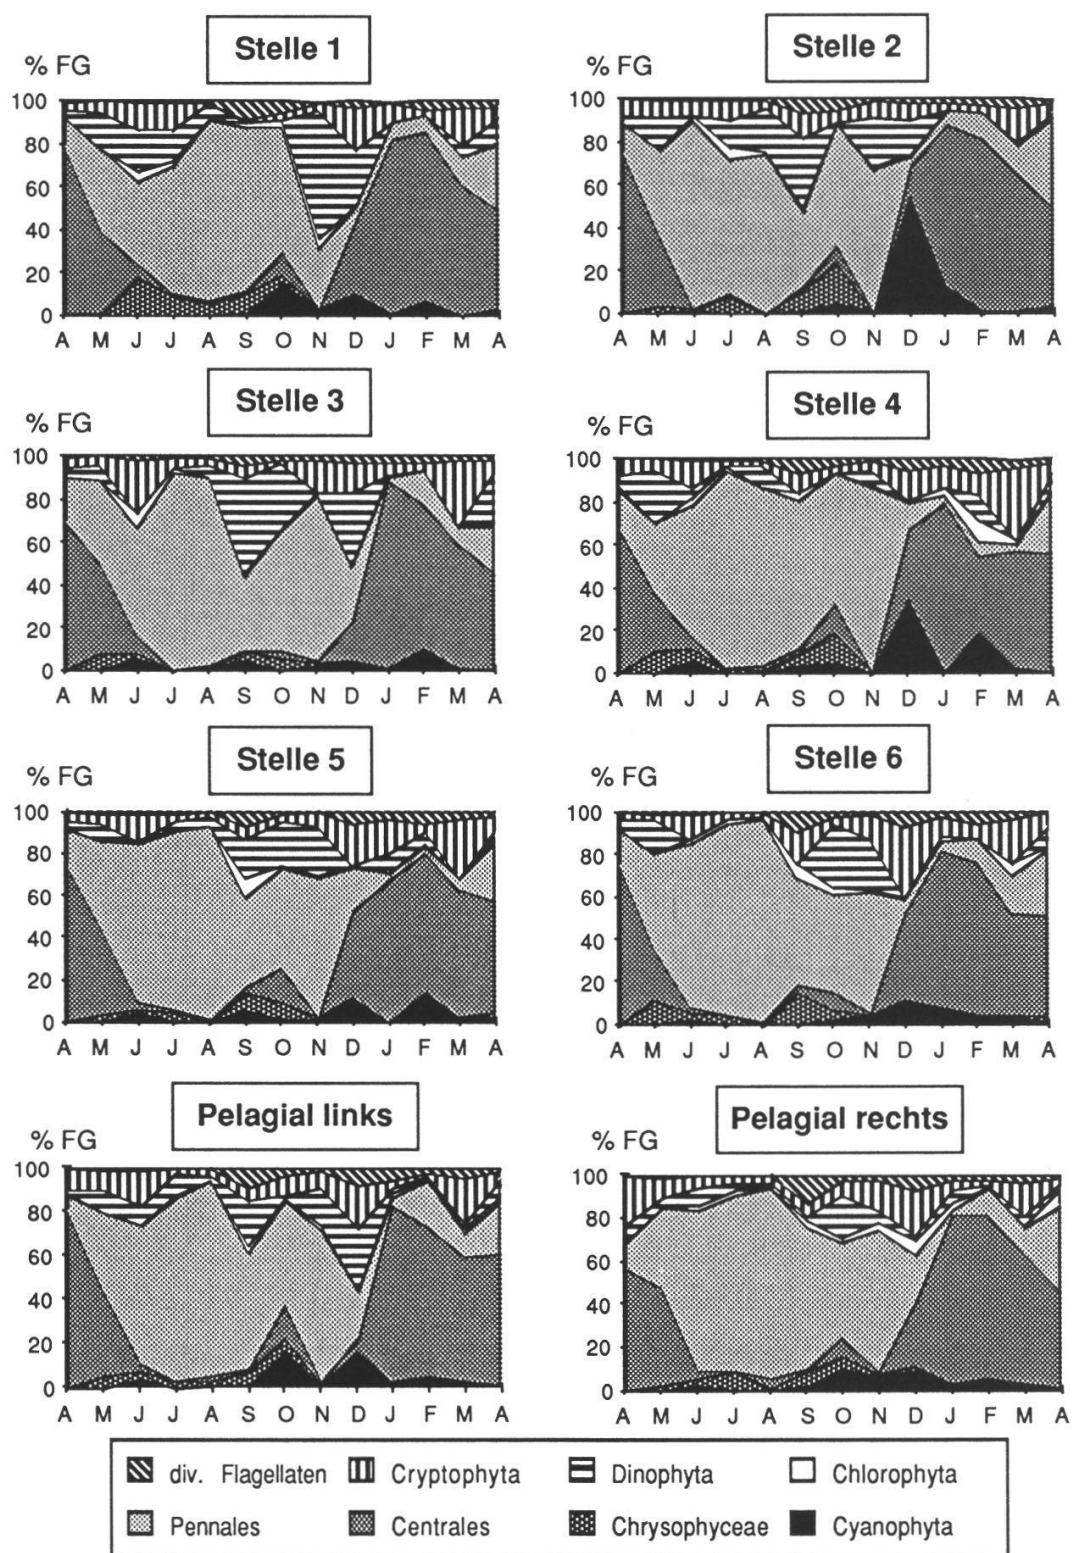 Stelle 1 Stelle 2
% FG % FG
100 100
80 80
60 60
40 40
20 20
0 0
A M J J A S O N D J F M A A M J J A S O N D J F M A
Stelle 3 Stelle 4
% FG % FG
100 100
80 80
60 60
40 40
20 20
0 0
A M J J A S O N D J F M A A M J J A S O N D J F M A
Stelle 5 Stelle 6
% FG % FG
100 100
80 80
60 60
40 40
20 20
0 0
A M J J A S O N D J F M A A M J J A S O N D J F M A
Pelagial links Pelagial rechts
% FG % FG
100 100
80 80
60 60
40 40
20 20
0 0
A M J J A S O N D J F M A A M J J A S O N D J F M A
div. Flagellaten Cryptophyta Dinophyta Chlorophyta
Pennales Centrales Chrysophyceae Cyanophyta